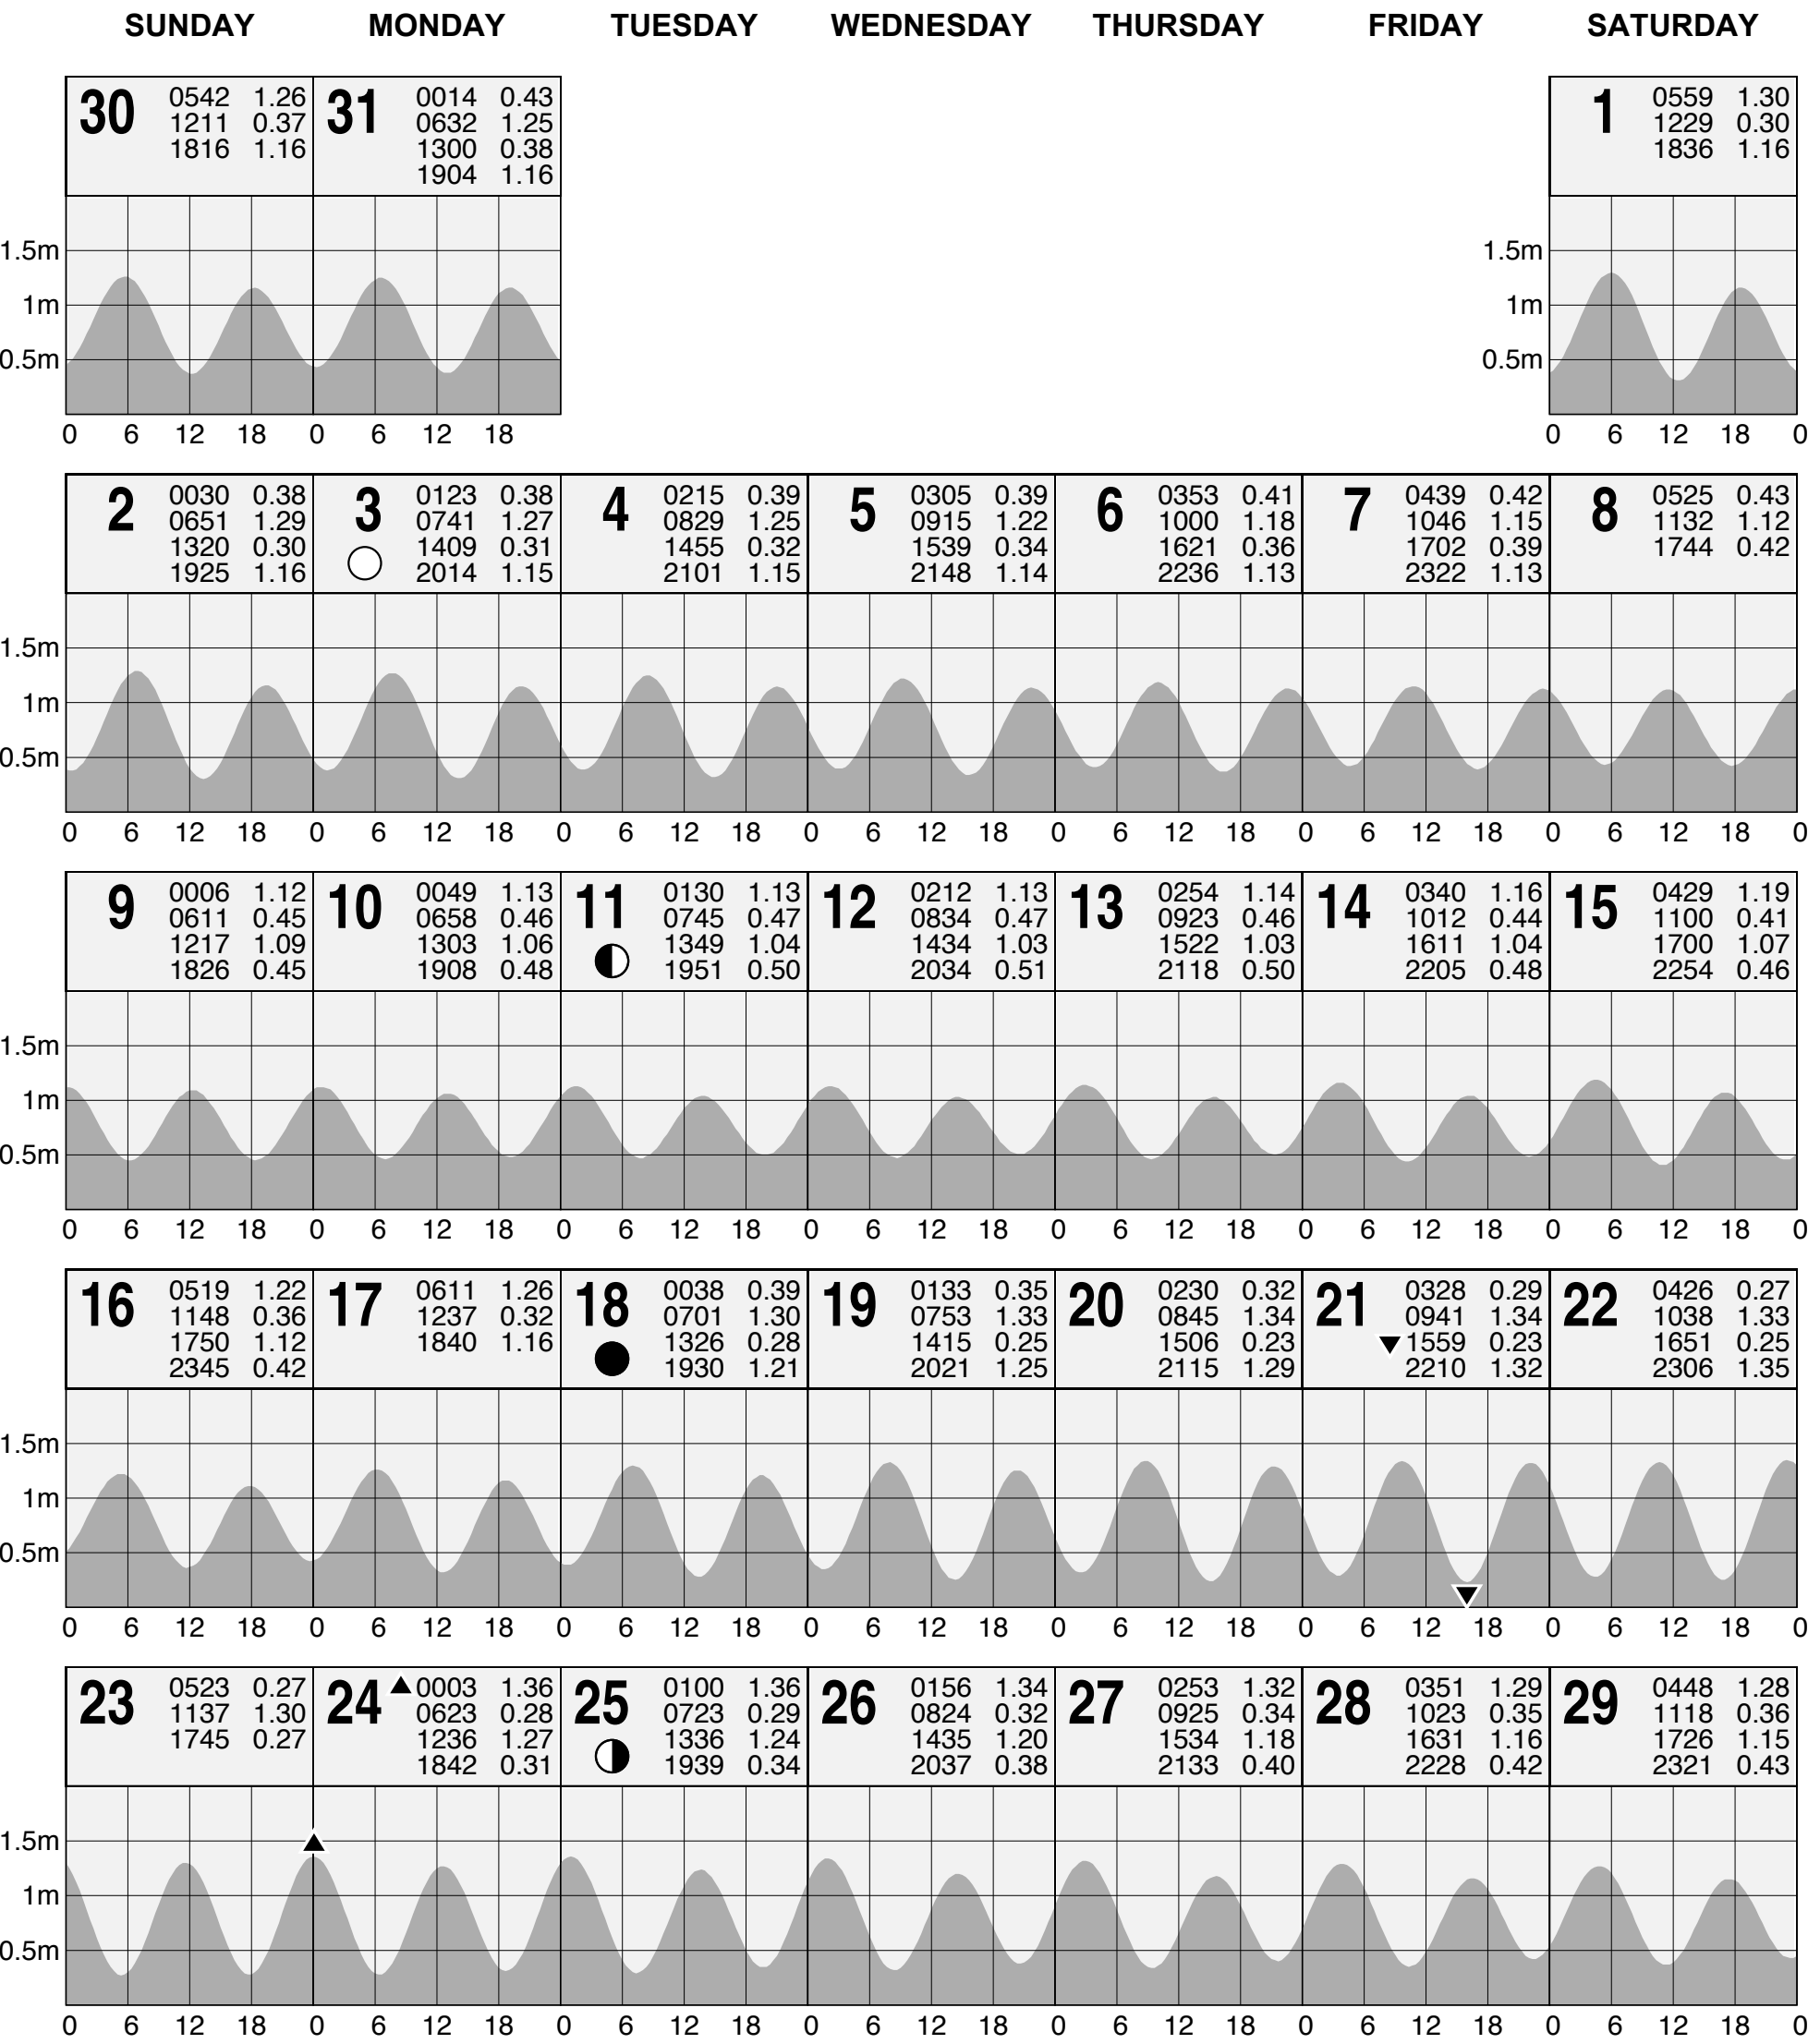 SUNDAY MONDAY TUESDAY WEDNESDAY THURSDAY FRIDAY SATURDAY
30 0542 1.26 31 0014 0.43 1 0559 1.30
1211 0.37 0632 1.25 1229 0.30
1816 1.16 1300 0.38 1836 1.16
1904 1.16
1.5m 1.5m
1m 1m
0.5m 0.5m
0 6 12 18 0 6 12 18 0 6 12 18 0
2 0030 0.38 3 0123 0.38 4 0215 0.39 5 0305 0.39 6 0353 0.41 7 0439 0.42 8 0525 0.43
0651 1.29 0741 1.27 0829 1.25 0915 1.22 1000 1.18 1046 1.15 1132 1.12
1320 0.30 1409 0.31 1455 0.32 1539 0.34 1621 0.36 1702 0.39 1744 0.42
1925 1.16 2014 1.15 2101 1.15 2148 1.14 2236 1.13 2322 1.13
1.5m
1m
0.5m
0 6 12 18 0 6 12 18 0 6 12 18 0 6 12 18 0 6 12 18 0 6 12 18 0 6 12 18 0
9 0006 1.12 10 0049 1.13 11 0130 1.13 12 0212 1.13 13 0254 1.14 14 0340 1.16 15 0429 1.19
0611 0.45 0658 0.46 0745 0.47 0834 0.47 0923 0.46 1012 0.44 1100 0.41
1217 1.09 1303 1.06 1349 1.04 1434 1.03 1522 1.03 1611 1.04 1700 1.07
1826 0.45 1908 0.48 1951 0.50 2034 0.51 2118 0.50 2205 0.48 2254 0.46
1.5m
1m
0.5m
0 6 12 18 0 6 12 18 0 6 12 18 0 6 12 18 0 6 12 18 0 6 12 18 0 6 12 18 0
16 0519 1.22 17 0611 1.26 18 0038 0.39 19 0133 0.35 20 0230 0.32 21 0328 0.29 22 0426 0.27
1148 0.36 1237 0.32 0701 1.30 0753 1.33 0845 1.34 0941 1.34 1038 1.33
1750 1.12 1840 1.16 1326 0.28 1415 0.25 1506 0.23 1559 0.23 1651 0.25
2345 0.42 1930 1.21 2021 1.25 2115 1.29 2210 1.32 2306 1.35
1.5m
1m
0.5m
0 6 12 18 0 6 12 18 0 6 12 18 0 6 12 18 0 6 12 18 0 6 12 18 0 6 12 18 0
23 0523 0.27 24 0003 1.36 25 0100 1.36 26 0156 1.34 27 0253 1.32 28 0351 1.29 29 0448 1.28
1137 1.30 0623 0.28 0723 0.29 0824 0.32 0925 0.34 1023 0.35 1118 0.36
1745 0.27 1236 1.27 1336 1.24 1435 1.20 1534 1.18 1631 1.16 1726 1.15
1842 0.31 1939 0.34 2037 0.38 2133 0.40 2228 0.42 2321 0.43
1.5m
1m
0.5m
0 6 12 18 0 6 12 18 0 6 12 18 0 6 12 18 0 6 12 18 0 6 12 18 0 6 12 18 0